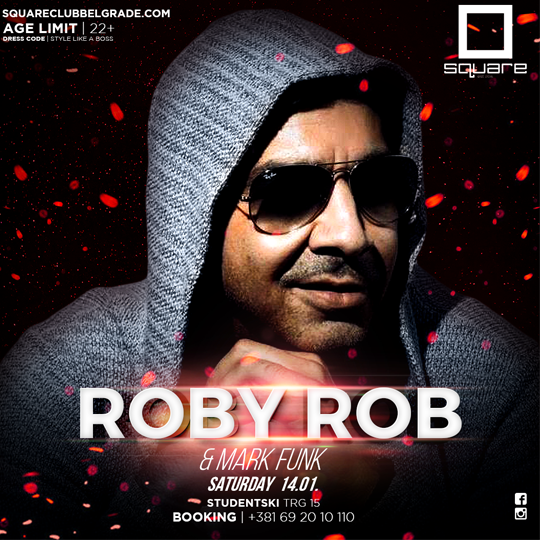 SQUARECLUBBELGRADE.COM
AGE LIMIT | 22+
DRESS CODE | STYLE LIKE A BOSS
square
ROBY ROB
& MARK FUNK
SATURDAY 14.01.
STUDENTSKI TRG 15
BOOKING | +381 69 20 10 110